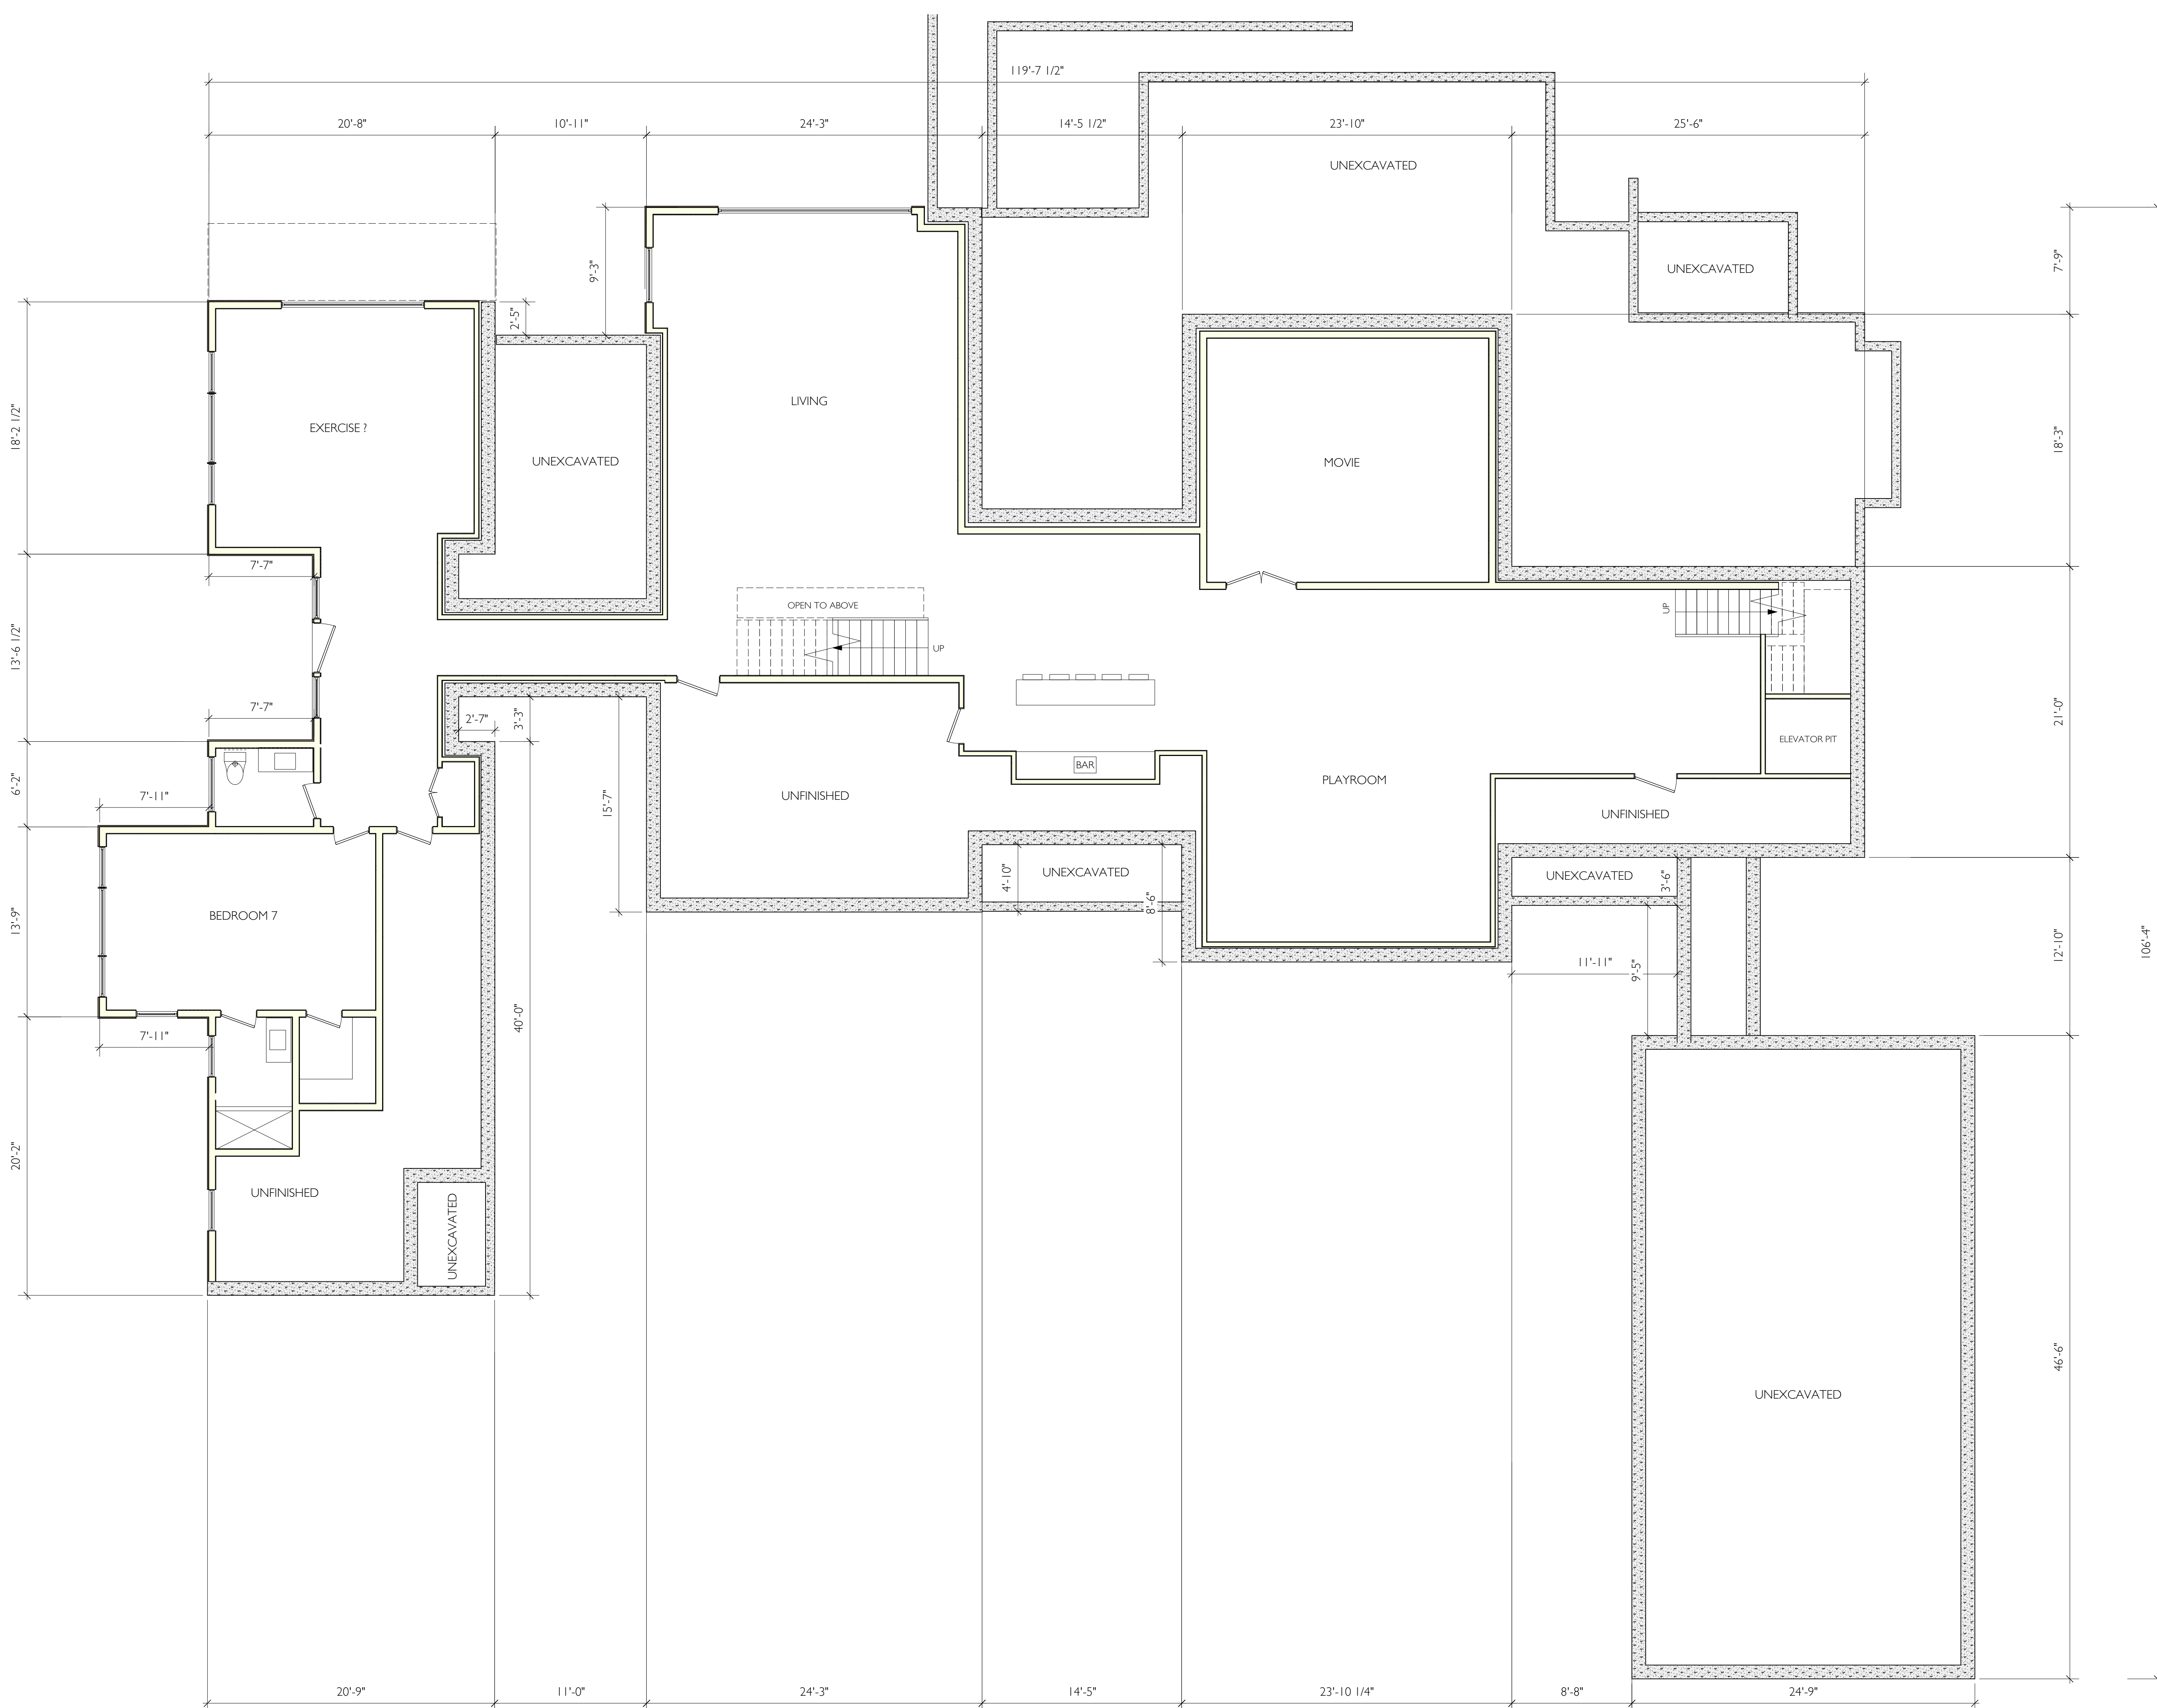 119'-7 1/2"
20'-8"
10'-11"
24'-3"
14'-5 1/2"
23'-10"
25'-6"
UNEXCAVATED
UNEXCAVATED
7'-9"
9'-3"
2'-5"
LIVING
EXERCISE ?
18'-2 1/2"
UNEXCAVATED
MOVIE
18'-3"
7'-7"
OPEN TO ABOVE
UP
UP
13'-6 1/2"
7'-7"
2'-7"
3'-3"
21'-0"
ELEVATOR PIT
BAR
PLAYROOM
6'-2"
7'-11"
15'-7"
UNFINISHED
UNFINISHED
4'-10"
UNEXCAVATED
8'-6"
UNEXCAVATED
3'-6"
BEDROOM 7
13'-9"
11'-11"
9'-5"
12'-10"
106'-4"
40'-0"
7'-11"
20'-2"
UNFINISHED
UNEXCAVATED
46'-6"
UNEXCAVATED
20'-9"
11'-0"
24'-3"
14'-5"
23'-10 1/4"
8'-8"
24'-9"